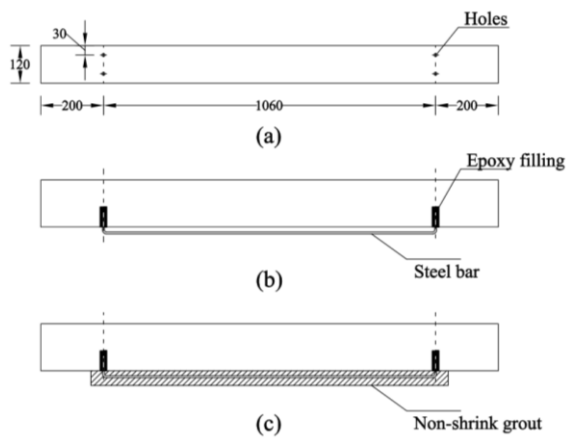 Holes
30
120
200
1060
200
(a)
Epoxy filling
Steel bar
(b)
Non-shrink grout
(c)